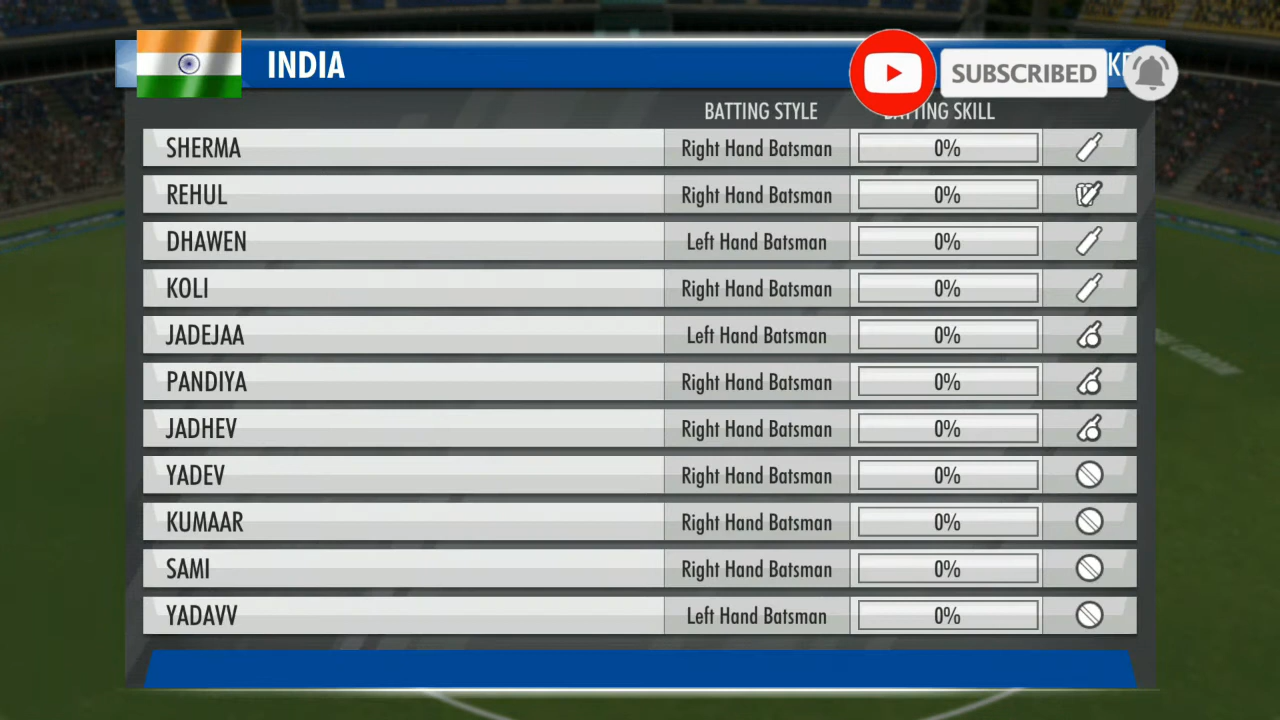 INDIA
SUBSCRIBED
BATTING STYLE BATTING SKILL
SHERMA Right Hand Batsman 0%
REHUL Right Hand Batsman 0%
DHAWEN Left Hand Batsman 0%
KOLI Right Hand Batsman 0%
JADEJAA Left Hand Batsman 0%
PANDIYA Right Hand Batsman 0%
JADHEV Right Hand Batsman 0%
YADEV Right Hand Batsman 0%
KUMAAR Right Hand Batsman 0%
SAMI Right Hand Batsman 0%
YADAVV Left Hand Batsman 0%